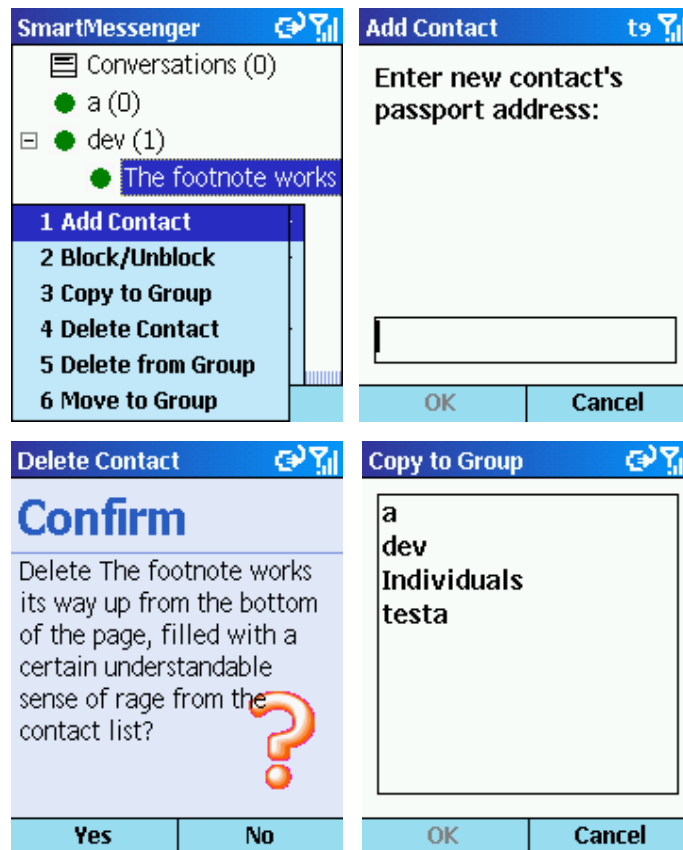 SmartMessenger
Conversations (0)
a (0)
dev (1)
The footnote works
1 Add Contact
2 Block/Unblock
3 Copy to Group
4 Delete Contact
5 Delete from Group
6 Move to Group
Add Contact t9
Enter new contact's
passport address:
OK Cancel
Delete Contact
Confirm
Delete The footnote works
its way up from the bottom
of the page, filled with a
certain understandable
sense of rage from the
contact list?
Yes No
Copy to Group
a
dev
Individuals
testa
OK Cancel